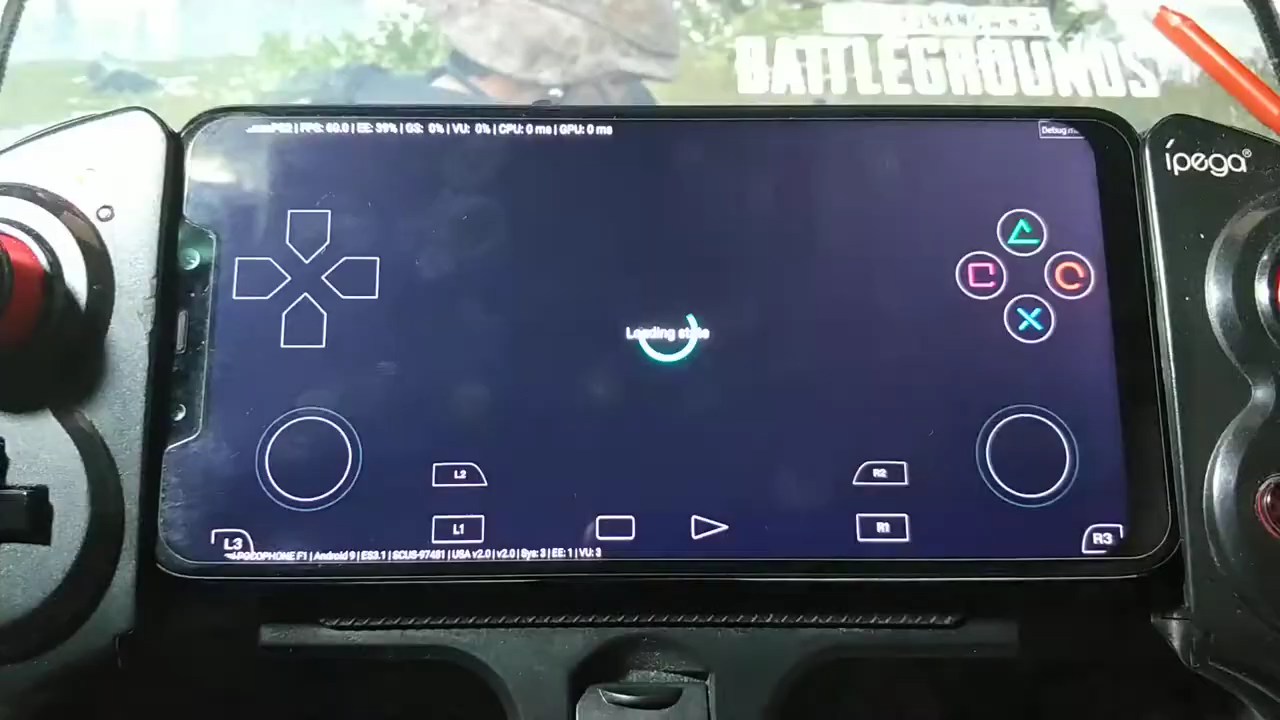 BATTLEGROUNDS
PS2 | FPS: 60.0 | EE: 39% | GS: 0% | VU: 0% | CPU: 0 ms | GPU: 0 ms
Debug
ípega®
Loading state
L2
R2
L1
R1
L3
R3
POCOPHONE F1 | Android 9 | ES3.1 | SCUS-97481 | USA v2.0 | v2.0 | Sys: 3 | EE: 1 | VU: 3